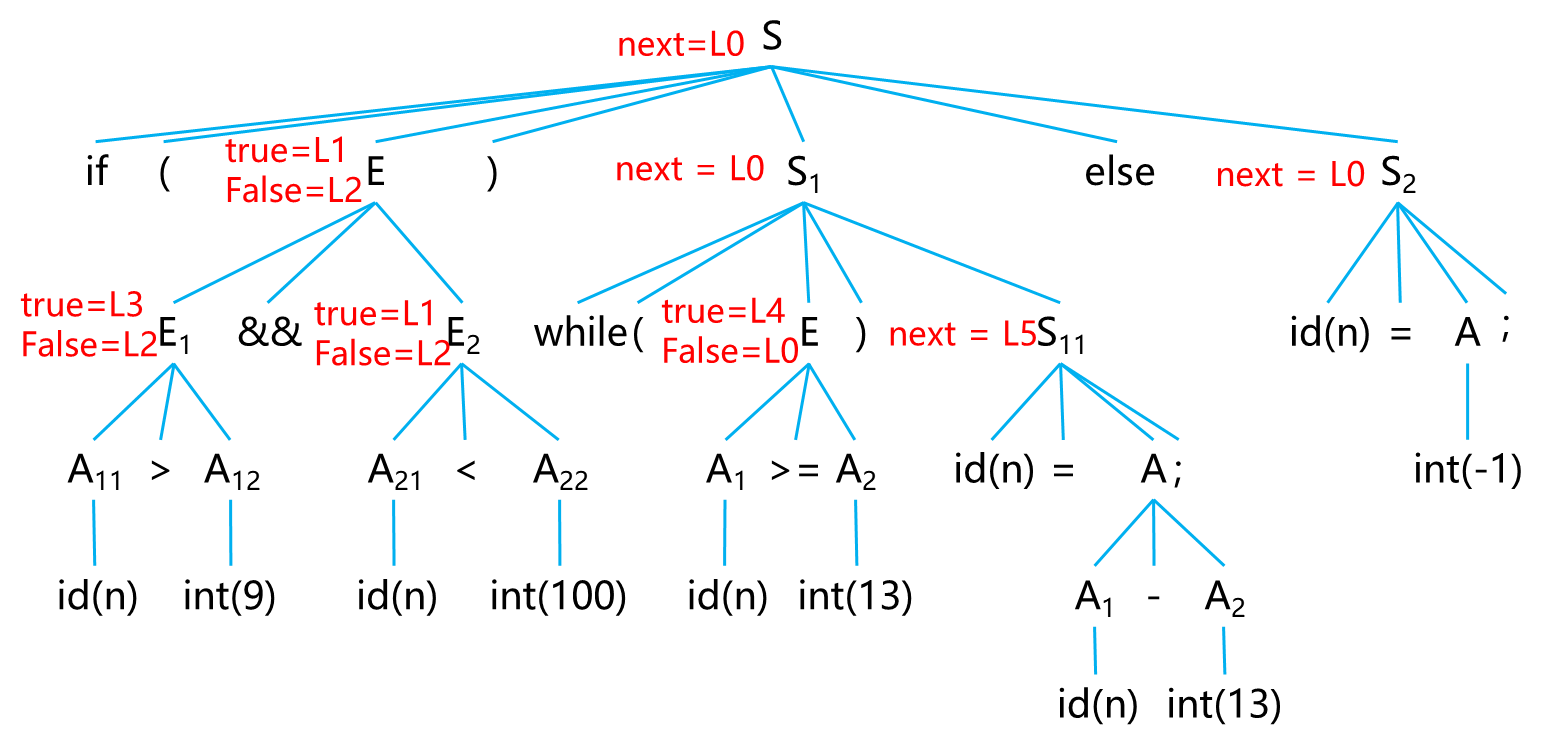 next=L0 S
if ( true=L1 False=L2 E ) next = L0 S₁ else next = L0 S₂
true=L3 False=L2 E₁ && true=L1 False=L2 E₂ while( true=L4 False=L0 E ) next = L5 S₁₁ id(n) = A ;
A₁₁ > A₁₂ A₂₁ < A₂₂ A₁ >= A₂ id(n) = A; int(-1)
id(n) int(9) id(n) int(100) id(n) int(13) A₁ - A₂
id(n) int(13)